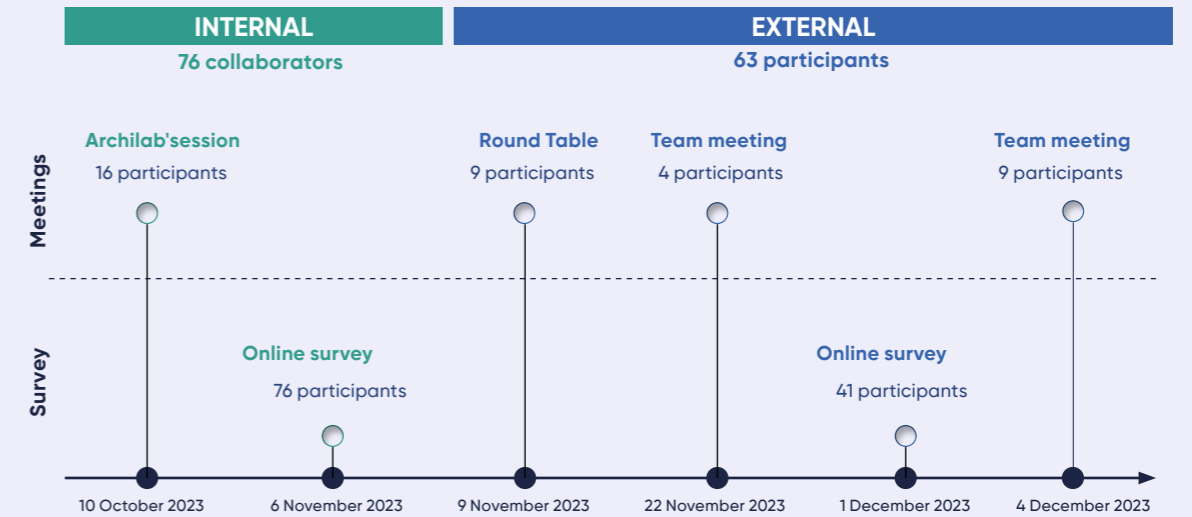 INTERNAL
76 collaborators
EXTERNAL
63 participants
Meetings
Archilab'session
16 participants
Round Table
9 participants
Team meeting
4 participants
Team meeting
9 participants
Survey
Online survey
76 participants
Online survey
41 participants
10 October 2023
6 November 2023
9 November 2023
22 November 2023
1 December 2023
4 December 2023